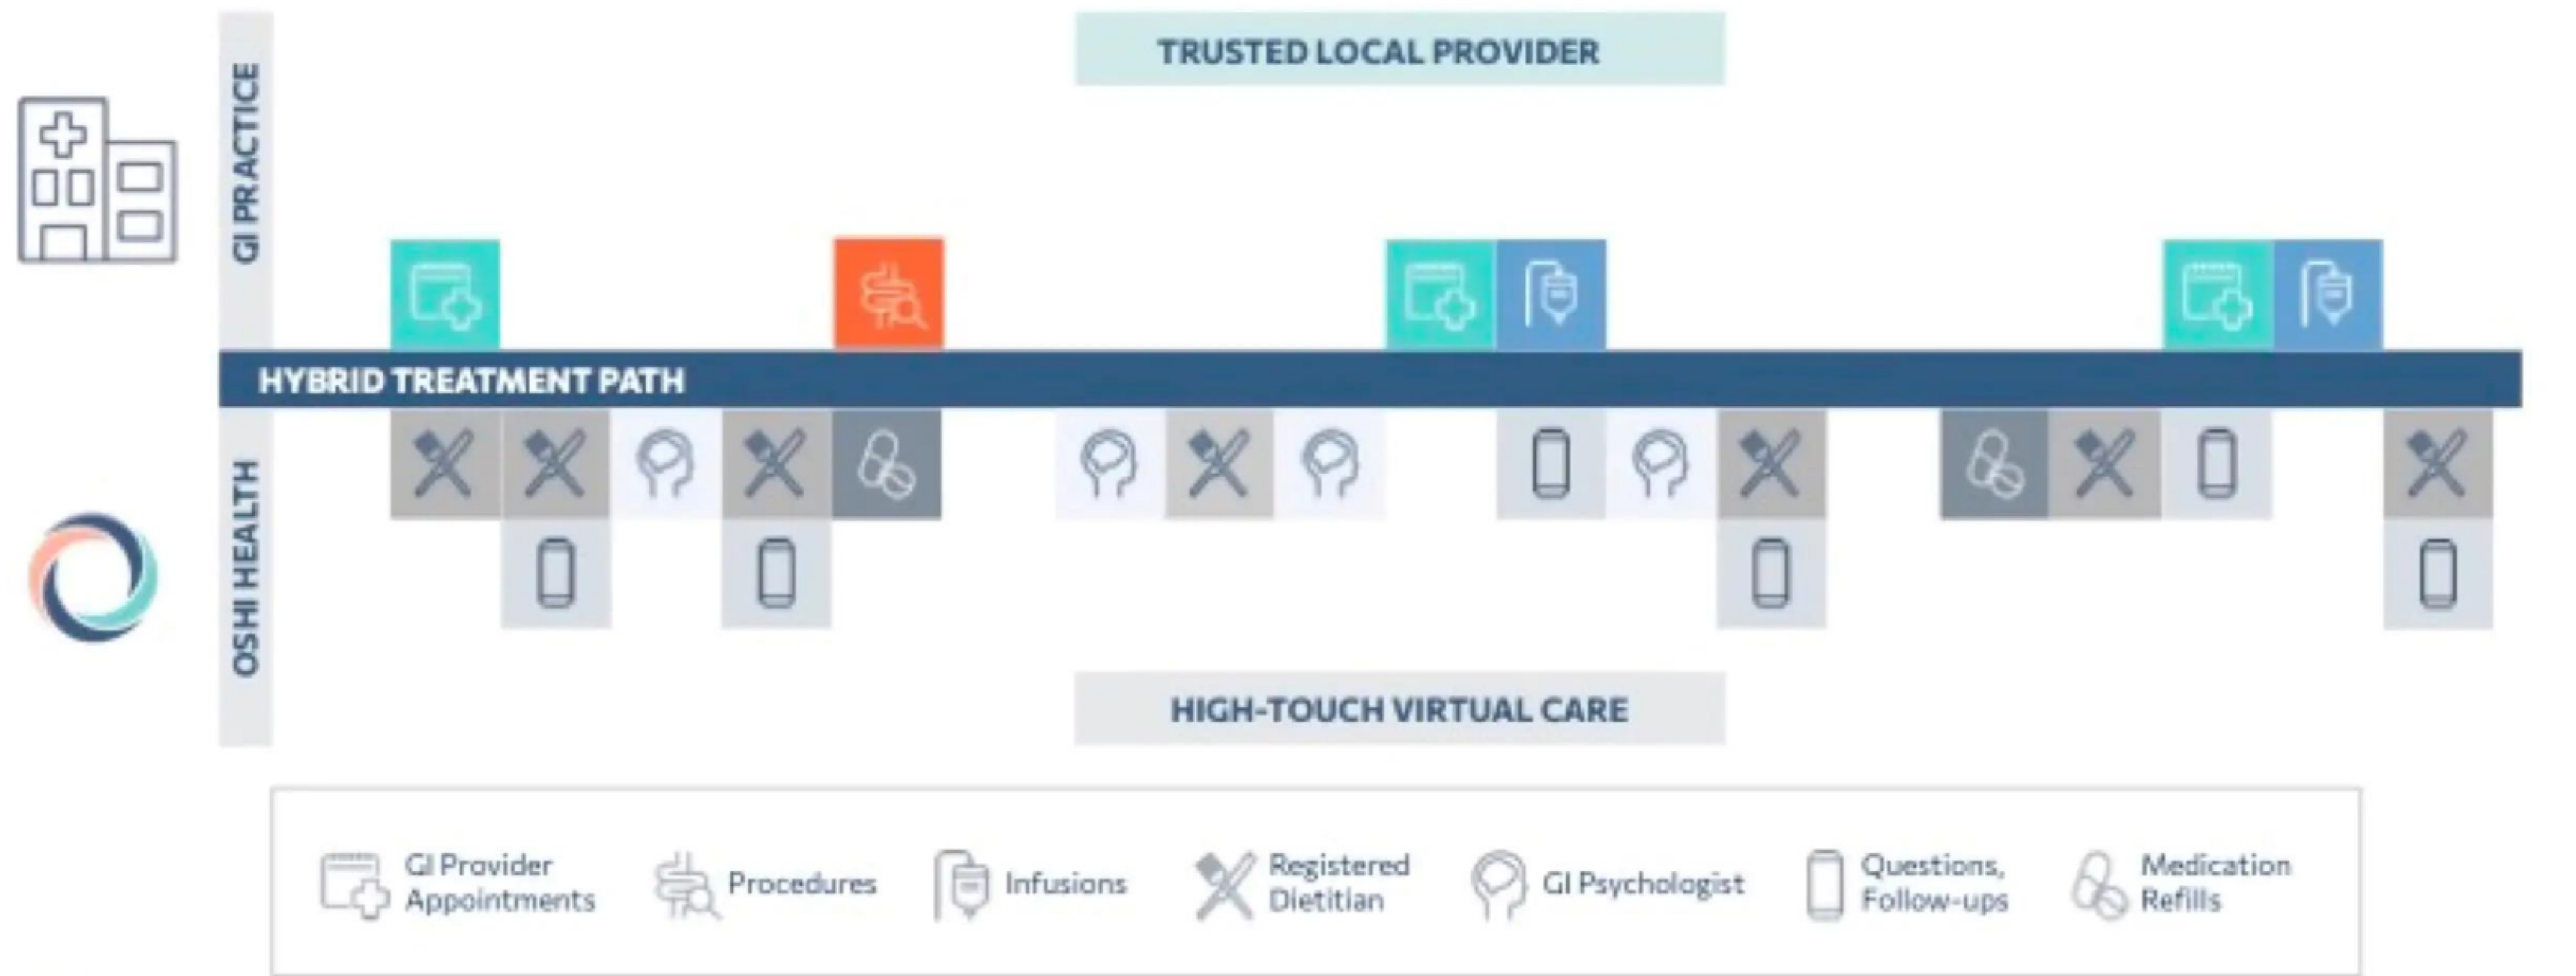 TRUSTED LOCAL PROVIDER
GI PRACTICE
HYBRID TREATMENT PATH
OSHI HEALTH
HIGH-TOUCH VIRTUAL CARE
GI Provider
Appointments
Procedures
Infusions
Registered
Dietitian
GI Psychologist
Questions,
Follow-ups
Medication
Refills